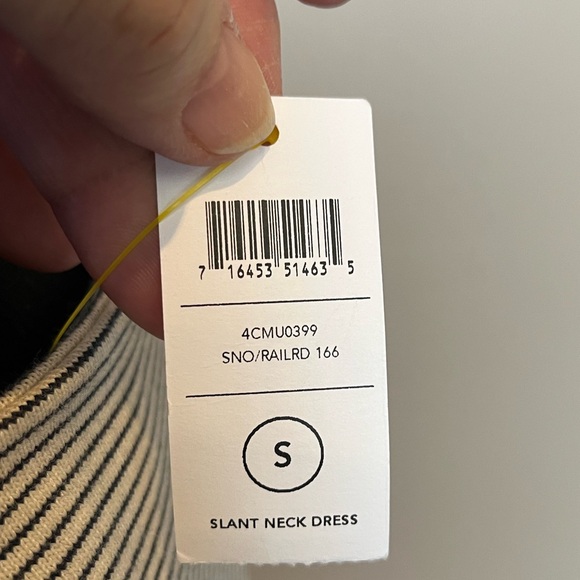 7 16453 51463 5
4CMU0399
SNO/RAILRD 166
S
SLANT NECK DRESS